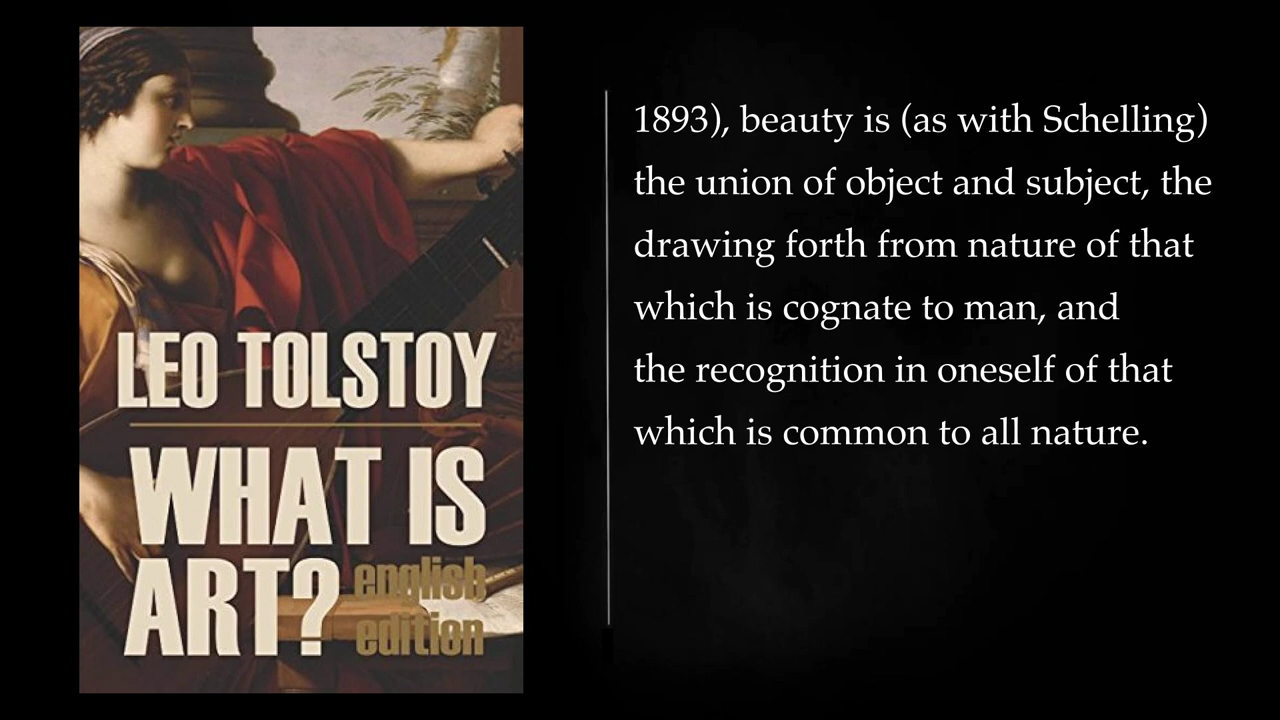 LEO TOLSTOY
WHAT IS
ART?
english
edition
1893), beauty is (as with Schelling)
the union of object and subject, the
drawing forth from nature of that
which is cognate to man, and
the recognition in oneself of that
which is common to all nature.